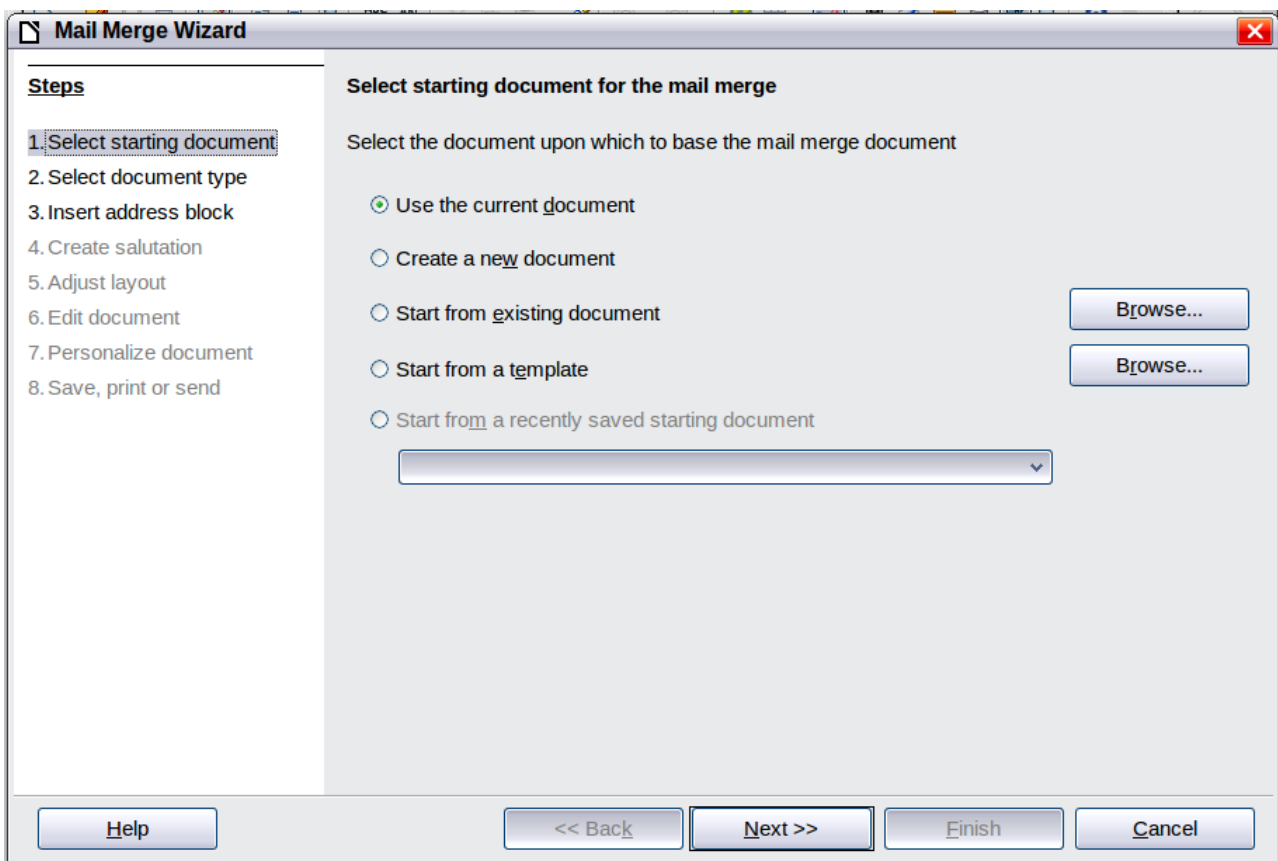 Mail Merge Wizard
Steps
Select starting document for the mail merge
1. Select starting document
2. Select document type
3. Insert address block
4. Create salutation
5. Adjust layout
6. Edit document
7. Personalize document
8. Save, print or send
Select the document upon which to base the mail merge document
Use the current document
Create a new document
Start from existing document
Browse...
Start from a template
Browse...
Start from a recently saved starting document
Help
<< Back
Next >>
Finish
Cancel